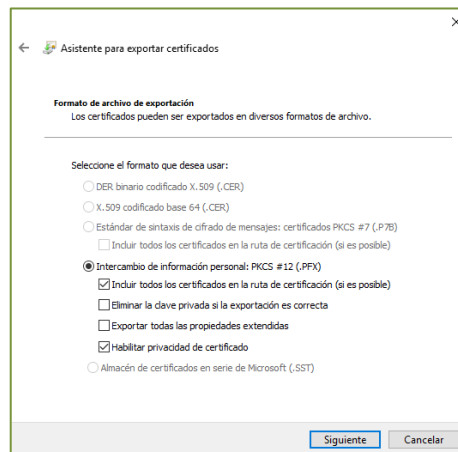 Asistente para exportar certificados
Formato de archivo de exportación
Los certificados pueden ser exportados en diversos formatos de archivo.
Seleccione el formato que desea usar:
DER binario codificado X.509 (.CER)
X.509 codificado base 64 (.CER)
Estándar de sintaxis de cifrado de mensajes: certificados PKCS #7 (.P7B)
Incluir todos los certificados en la ruta de certificación (si es posible)
Intercambio de información personal: PKCS #12 (.PFX)
Incluir todos los certificados en la ruta de certificación (si es posible)
Eliminar la clave privada si la exportación es correcta
Exportar todas las propiedades extendidas
Habilitar privacidad de certificado
Almacén de certificados en serie de Microsoft (.SST)
Siguiente Cancelar